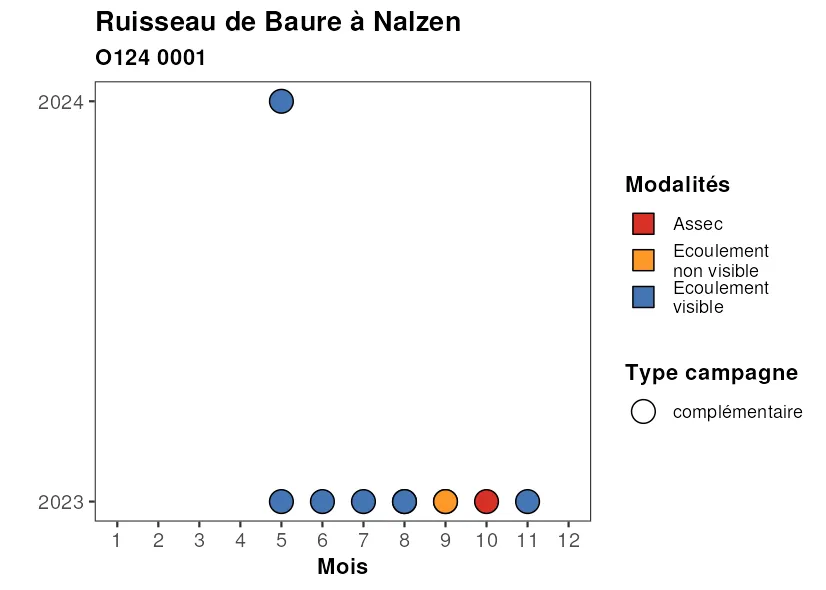 Ruisseau de Baure à Nalzen
O124 0001
2024
2023
1 2 3 4 5 6 7 8 9 10 11 12
Mois
Modalités
Assec
Ecoulement
non visible
Ecoulement
visible
Type campagne
complémentaire